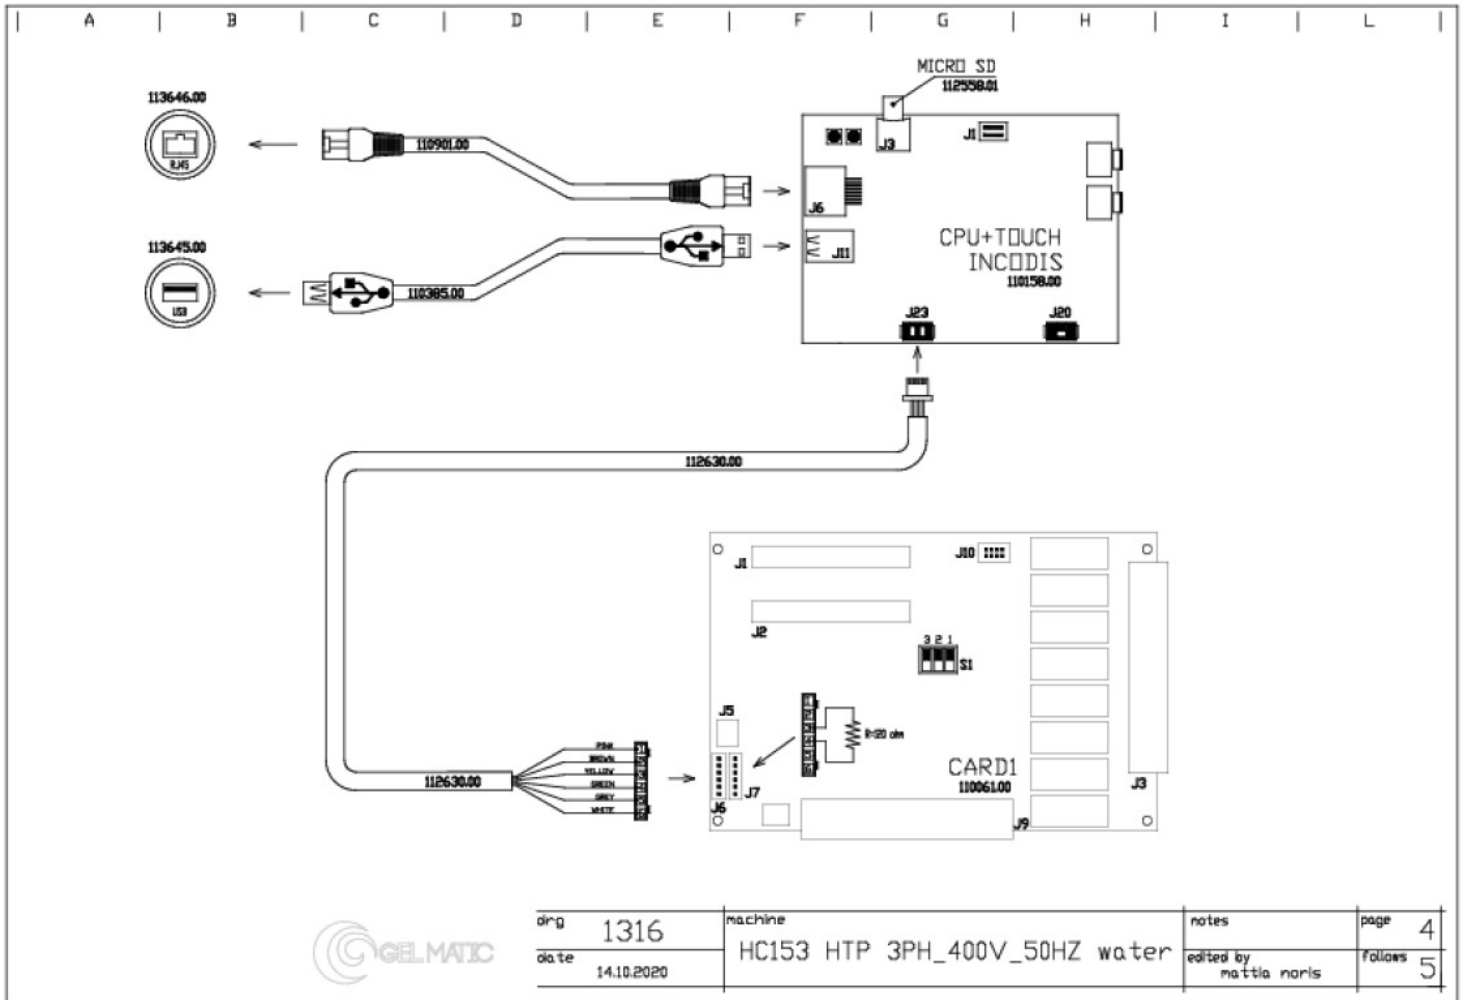 A B C D E F G H I L
MICRO SD
112558.01
113646.00
RJ45
110901.00
J3
J1
J6
113645.00
USB
110385.00
J11
CPU+TOUCH
INCODIS
110158.00
J23
J20
112630.00
J1
J10
J2
3 2 1
S1
J5
R=120 ohm
PINK
BROWN
YELLOW
GREEN
GREY
WHITE
112630.00
J6
J7
CARD1
110061.00
J3
J9
GELMATIC
drg 1316
date 14.10.2020
machine
HC153 HTP 3PH_400V_50HZ water
notes
edited by
mattia noris
page 4
follows 5